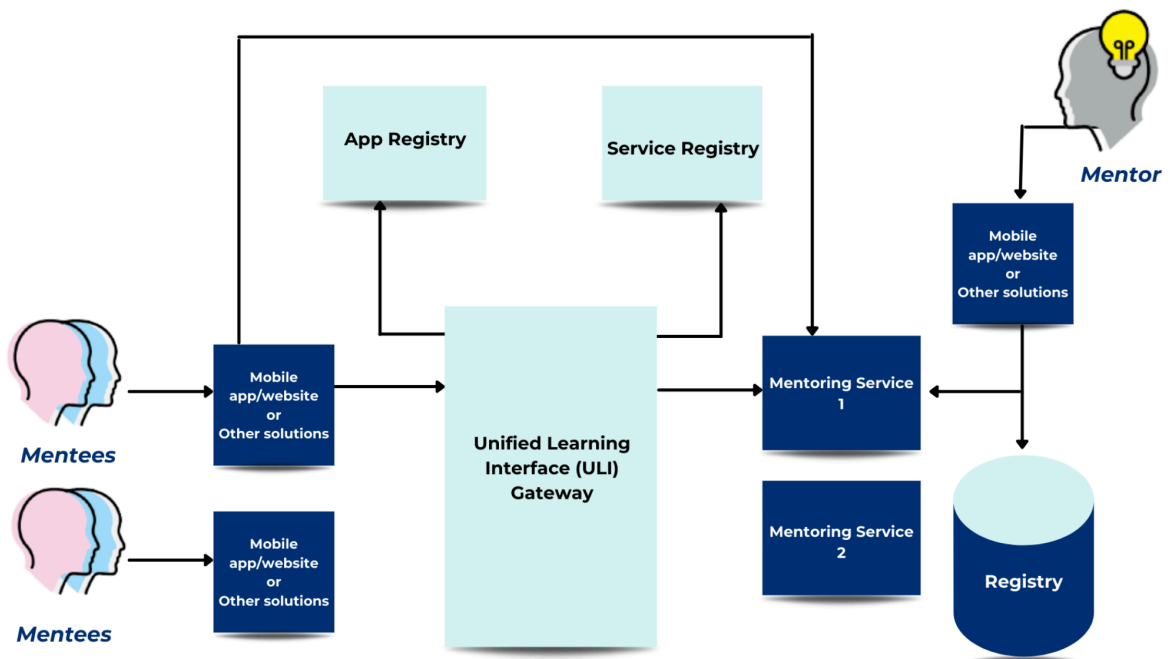 App Registry
Service Registry
Mentor
Mobile
app/website
or
Other solutions
Mentees
Mobile
app/website
or
Other solutions
Unified Learning
Interface (ULI)
Gateway
Mentoring Service
1
Mentees
Mobile
app/website
or
Other solutions
Mentoring Service
2
Registry